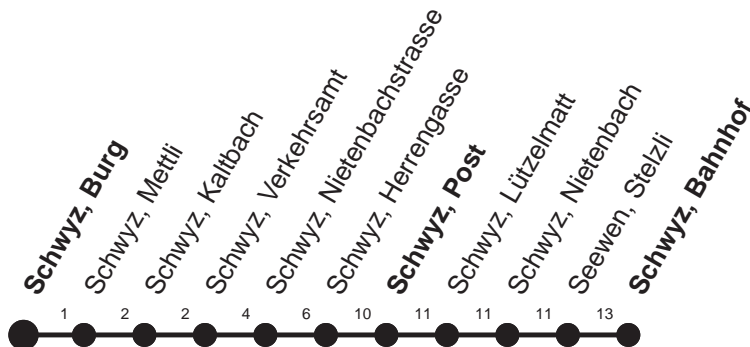 Schwyz, Burg
Schwyz, Mettli
Schwyz, Kaltbach
Schwyz, Verkehrsamt
Schwyz, Nietenbachstrasse
Schwyz, Herrengasse
Schwyz, Post
Schwyz, Lützelmatt
Schwyz, Nietenbach
Seewen, Stelzli
Schwyz, Bahnhof
1 2 2 4 6 10 11 11 11 13